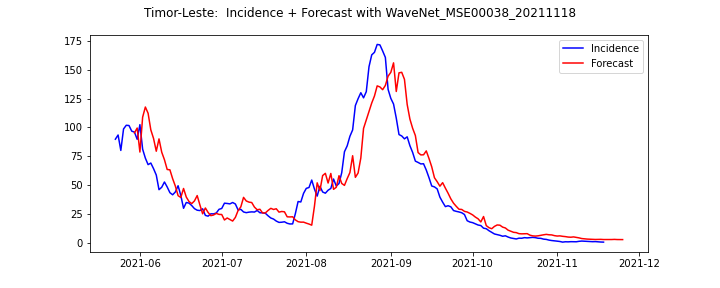 Timor-Leste:  Incidence + Forecast with WaveNet_MSE00038_20211118
175
150
125
100
75
50
25
0
Incidence
Forecast
2021-06 2021-07 2021-08 2021-09 2021-10 2021-11 2021-12